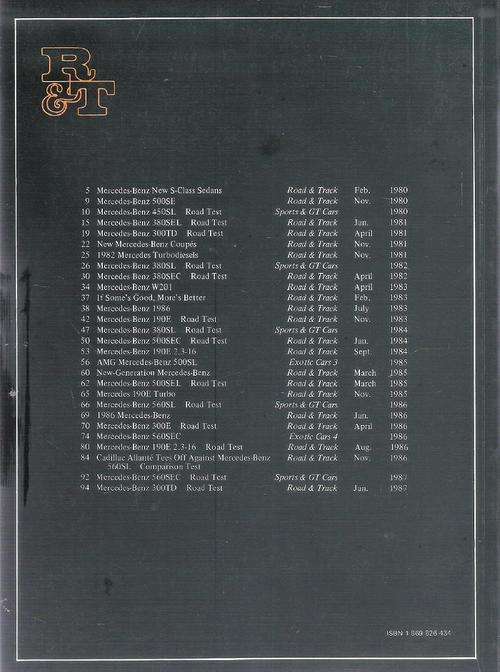 R
&T
5 Mercedes-Benz New S-Class Sedans Road & Track Feb. 1980
9 Mercedes-Benz 500SE Road & Track Nov. 1980
10 Mercedes-Benz 450SL Road Test Sports & GT Cars 1980
15 Mercedes-Benz 380SEL Road Test Road & Track Jan. 1981
19 Mercedes-Benz 300TD Road Test Road & Track April 1981
22 New Mercedes-Benz Coupés Road & Track Nov. 1981
25 1982 Mercedes Turbodiesels Road & Track Nov. 1981
26 Mercedes-Benz 380SL Road Test Sports & GT Cars 1982
30 Mercedes-Benz 380SEC Road Test Road & Track April 1982
34 Mercedes-Benz W201 Road & Track April 1983
37 If Some's Good, More's Better Road & Track Feb. 1983
38 Mercedes-Benz 1986 Road & Track July 1983
42 Mercedes-Benz 190E Road Test Road & Track Nov. 1983
47 Mercedes-Benz 380SL Road Test Sports & GT Cars 1984
50 Mercedes-Benz 500SEC Road Test Road & Track Jan. 1984
53 Mercedes-Benz 190E 2.3-16 Road & Track Sept. 1984
56 AMG Mercedes-Benz 500SL Exotic Cars 3 1985
60 New-Generation Mercedes-Benz Road & Track March 1985
62 Mercedes-Benz 500SEL Road Test Road & Track March 1985
65 Mercedes 190E Turbo Road & Track Nov. 1985
66 Mercedes-Benz 560SL Road Test Sports & GT Cars 1986
69 1986 Mercedes-Benz Road & Track Jan. 1986
70 Mercedes-Benz 300E Road Test Road & Track April 1986
74 Mercedes-Benz 560SEC Exotic Cars 4 1986
80 Mercedes-Benz 190E 2.3-16 Road Test Road & Track Aug. 1986
84 Cadillac Allanté Tees Off Against Mercedes-Benz Road & Track Nov. 1986
560SL Comparison Test
92 Mercedes-Benz 560SEC Road Test Sports & GT Cars 1987
94 Mercedes-Benz 300TD Road Test Road & Track Jan. 1987
ISBN 1 869 826 434